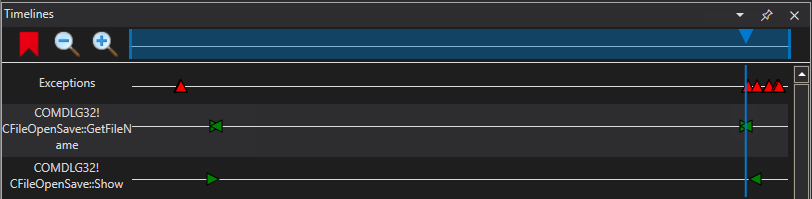 Timelines
Exceptions
COMDLG32!
CFileOpenSave::GetFileN
ame
COMDLG32!
CFileOpenSave::Show